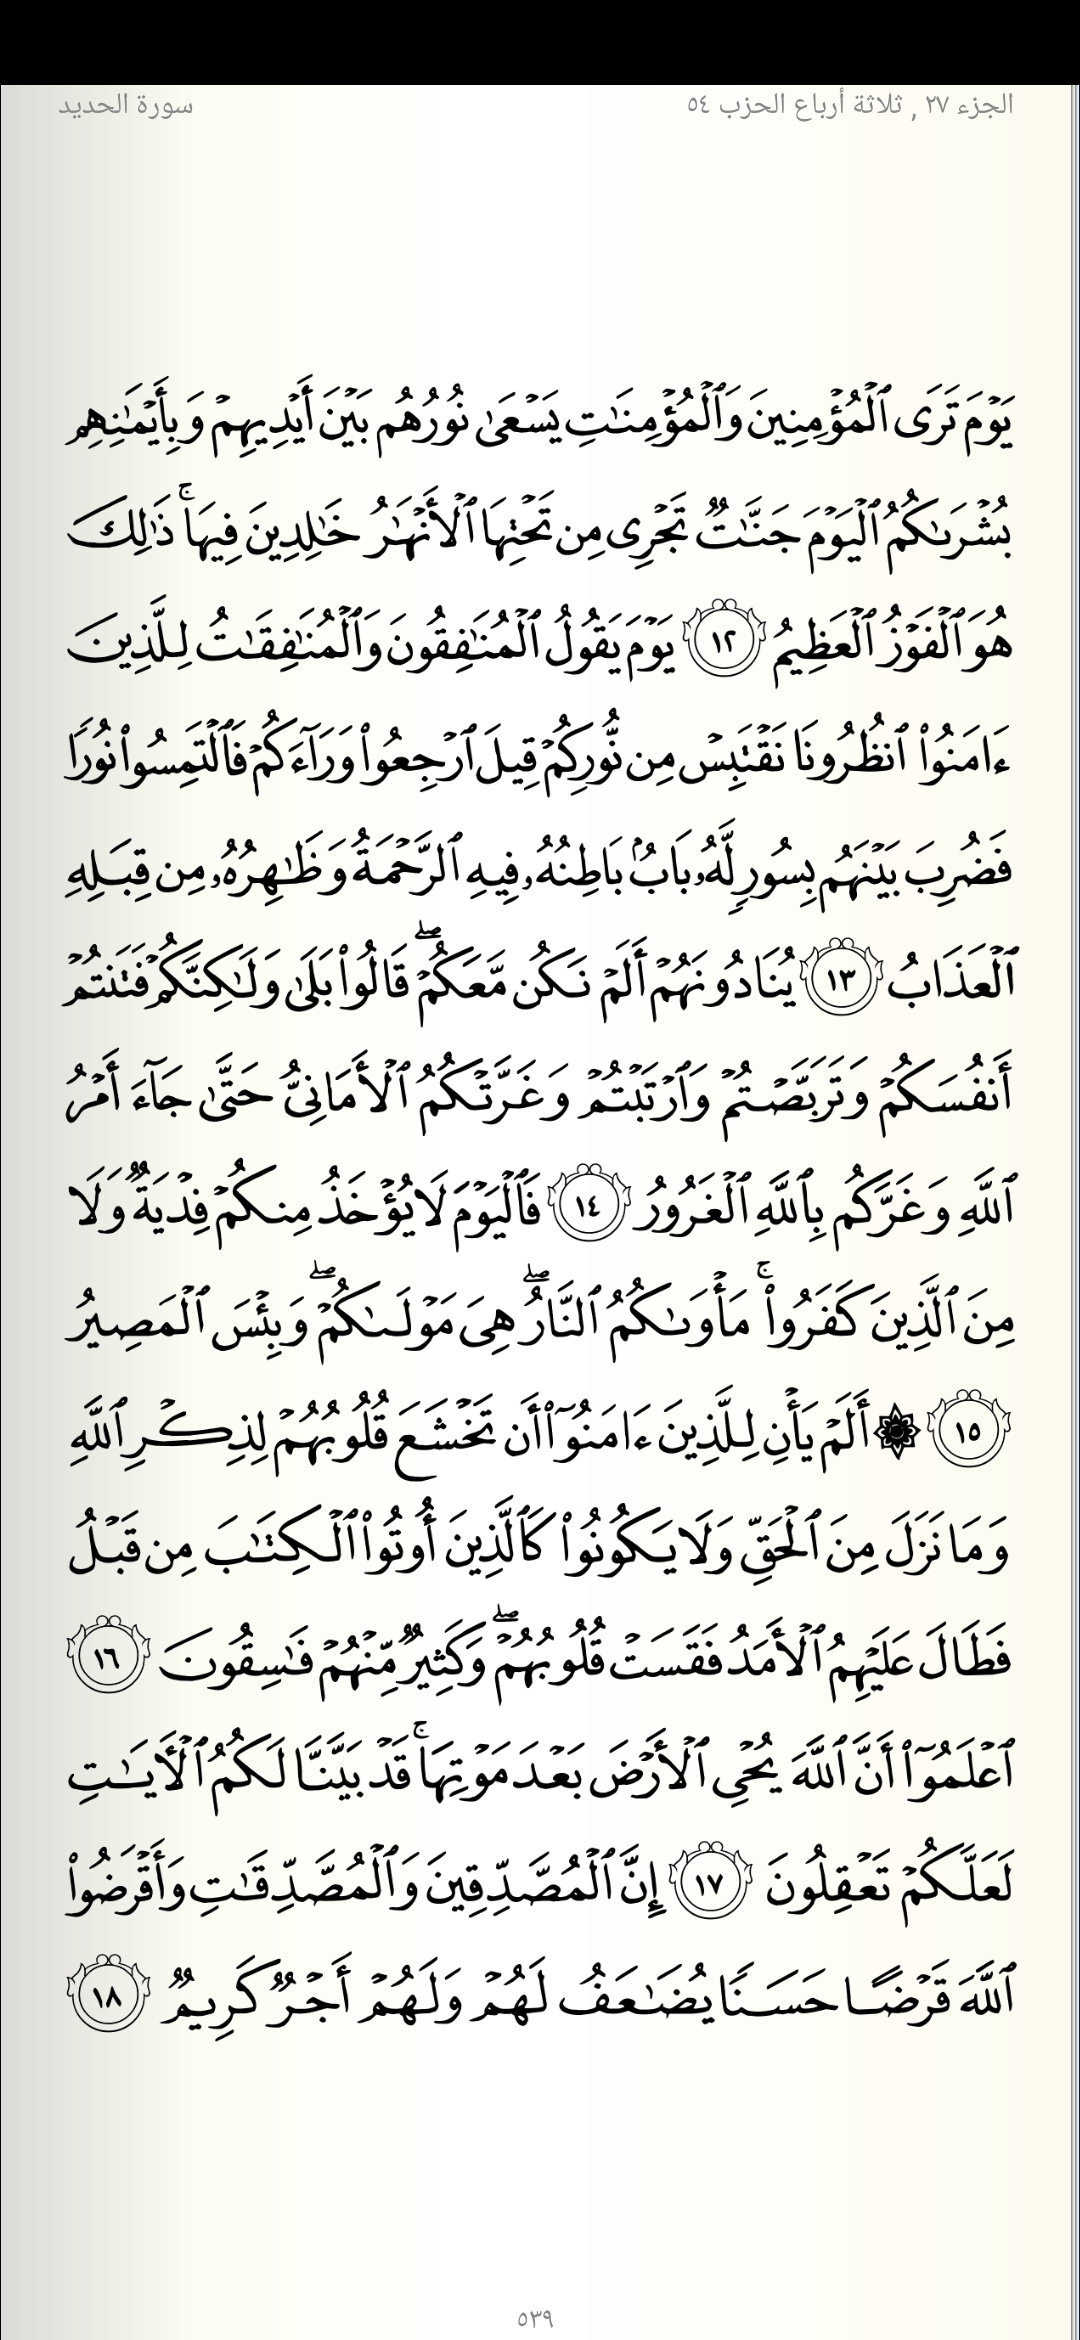 الجزء ٢٧ , ثلاثة أرباع الحزب ٥٤
سورة الحديد
يَوۡمَ تَرَى ٱلۡمُؤۡمِنِينَ وَٱلۡمُؤۡمِنَٰتِ يَسۡعَىٰ نُورُهُم بَيۡنَ أَيۡدِيهِمۡ وَبِأَيۡمَٰنِهِم
بُشۡرَىٰكُمُ ٱلۡيَوۡمَ جَنَّٰتٞ تَجۡرِي مِن تَحۡتِهَا ٱلۡأَنۡهَٰرُ خَٰلِدِينَ فِيهَاۚ ذَٰلِكَ
هُوَ ٱلۡفَوۡزُ ٱلۡعَظِيمُ ١٢ يَوۡمَ يَقُولُ ٱلۡمُنَٰفِقُونَ وَٱلۡمُنَٰفِقَٰتُ لِلَّذِينَ
ءَامَنُواْ ٱنظُرُونَا نَقۡتَبِسۡ مِن نُّورِكُمۡ قِيلَ ٱرۡجِعُواْ وَرَآءَكُمۡ فَٱلۡتَمِسُواْ نُورٗا
فَضُرِبَ بَيۡنَهُم بِسُورٖ لَّهُۥ بَابُۢ بَاطِنُهُۥ فِيهِ ٱلرَّحۡمَةُ وَظَٰهِرُهُۥ مِن قِبَلِهِ
ٱلۡعَذَابُ ١٣ يُنَادُونَهُمۡ أَلَمۡ نَكُن مَّعَكُمۡۖ قَالُواْ بَلَىٰ وَلَٰكِنَّكُمۡ فَتَنتُمۡ
أَنفُسَكُمۡ وَتَرَبَّصۡتُمۡ وَٱرۡتَبۡتُمۡ وَغَرَّتۡكُمُ ٱلۡأَمَانِيُّ حَتَّىٰ جَآءَ أَمۡرُ
ٱللَّهِ وَغَرَّكُم بِٱللَّهِ ٱلۡغَرُورُ ١٤ فَٱلۡيَوۡمَ لَا يُؤۡخَذُ مِنكُمۡ فِدۡيَةٞ وَلَا
مِنَ ٱلَّذِينَ كَفَرُواْۚ مَأۡوَىٰكُمُ ٱلنَّارُۖ هِيَ مَوۡلَىٰكُمۡۖ وَبِئۡسَ ٱلۡمَصِيرُ
١٥ ۞ أَلَمۡ يَأۡنِ لِلَّذِينَ ءَامَنُوٓاْ أَن تَخۡشَعَ قُلُوبُهُمۡ لِذِكۡرِ ٱللَّهِ
وَمَا نَزَلَ مِنَ ٱلۡحَقِّ وَلَا يَكُونُواْ كَٱلَّذِينَ أُوتُواْ ٱلۡكِتَٰبَ مِن قَبۡلُ
فَطَالَ عَلَيۡهِمُ ٱلۡأَمَدُ فَقَسَتۡ قُلُوبُهُمۡۖ وَكَثِيرٞ مِّنۡهُمۡ فَٰسِقُونَ ١٦
ٱعۡلَمُوٓاْ أَنَّ ٱللَّهَ يُحۡيِ ٱلۡأَرۡضَ بَعۡدَ مَوۡتِهَاۚ قَدۡ بَيَّنَّا لَكُمُ ٱلۡأٓيَٰتِ
لَعَلَّكُمۡ تَعۡقِلُونَ ١٧ إِنَّ ٱلۡمُصَّدِّقِينَ وَٱلۡمُصَّدِّقَٰتِ وَأَقۡرَضُواْ
ٱللَّهَ قَرۡضًا حَسَنٗا يُضَٰعَفُ لَهُمۡ وَلَهُمۡ أَجۡرٞ كَرِيمٞ ١٨
٥٣٩